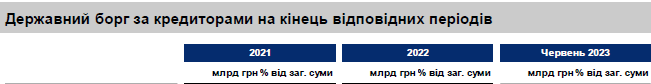 Державний борг за кредиторами на кінець відповідних періодів
2021 2022 Червень 2023
млрд грн % від заг. суми млрд грн % від заг. суми млрд грн % від заг. суми